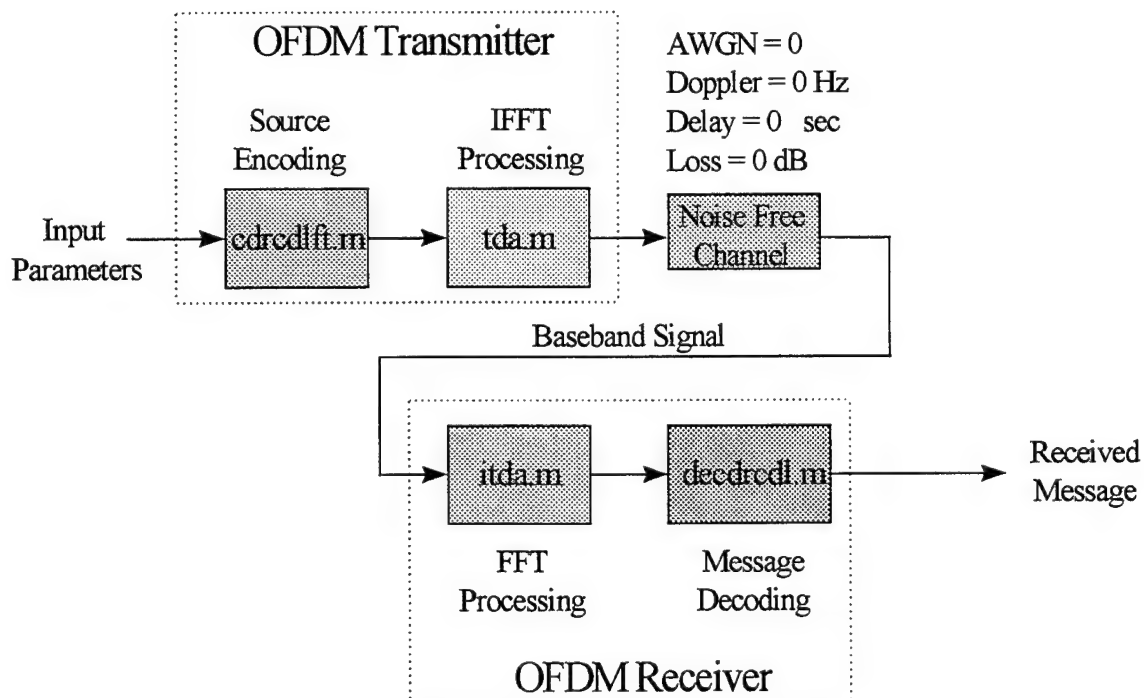 OFDM Transmitter
AWGN = 0
Doppler = 0 Hz
Delay = 0 sec
Loss = 0 dB
Source
Encoding
IFFT
Processing
Input
Parameters
cdrcdlft.m
tda.m
Noise Free
Channel
Baseband Signal
itda.m
decdrcdl.m
Received
Message
FFT
Processing
Message
Decoding
OFDM Receiver